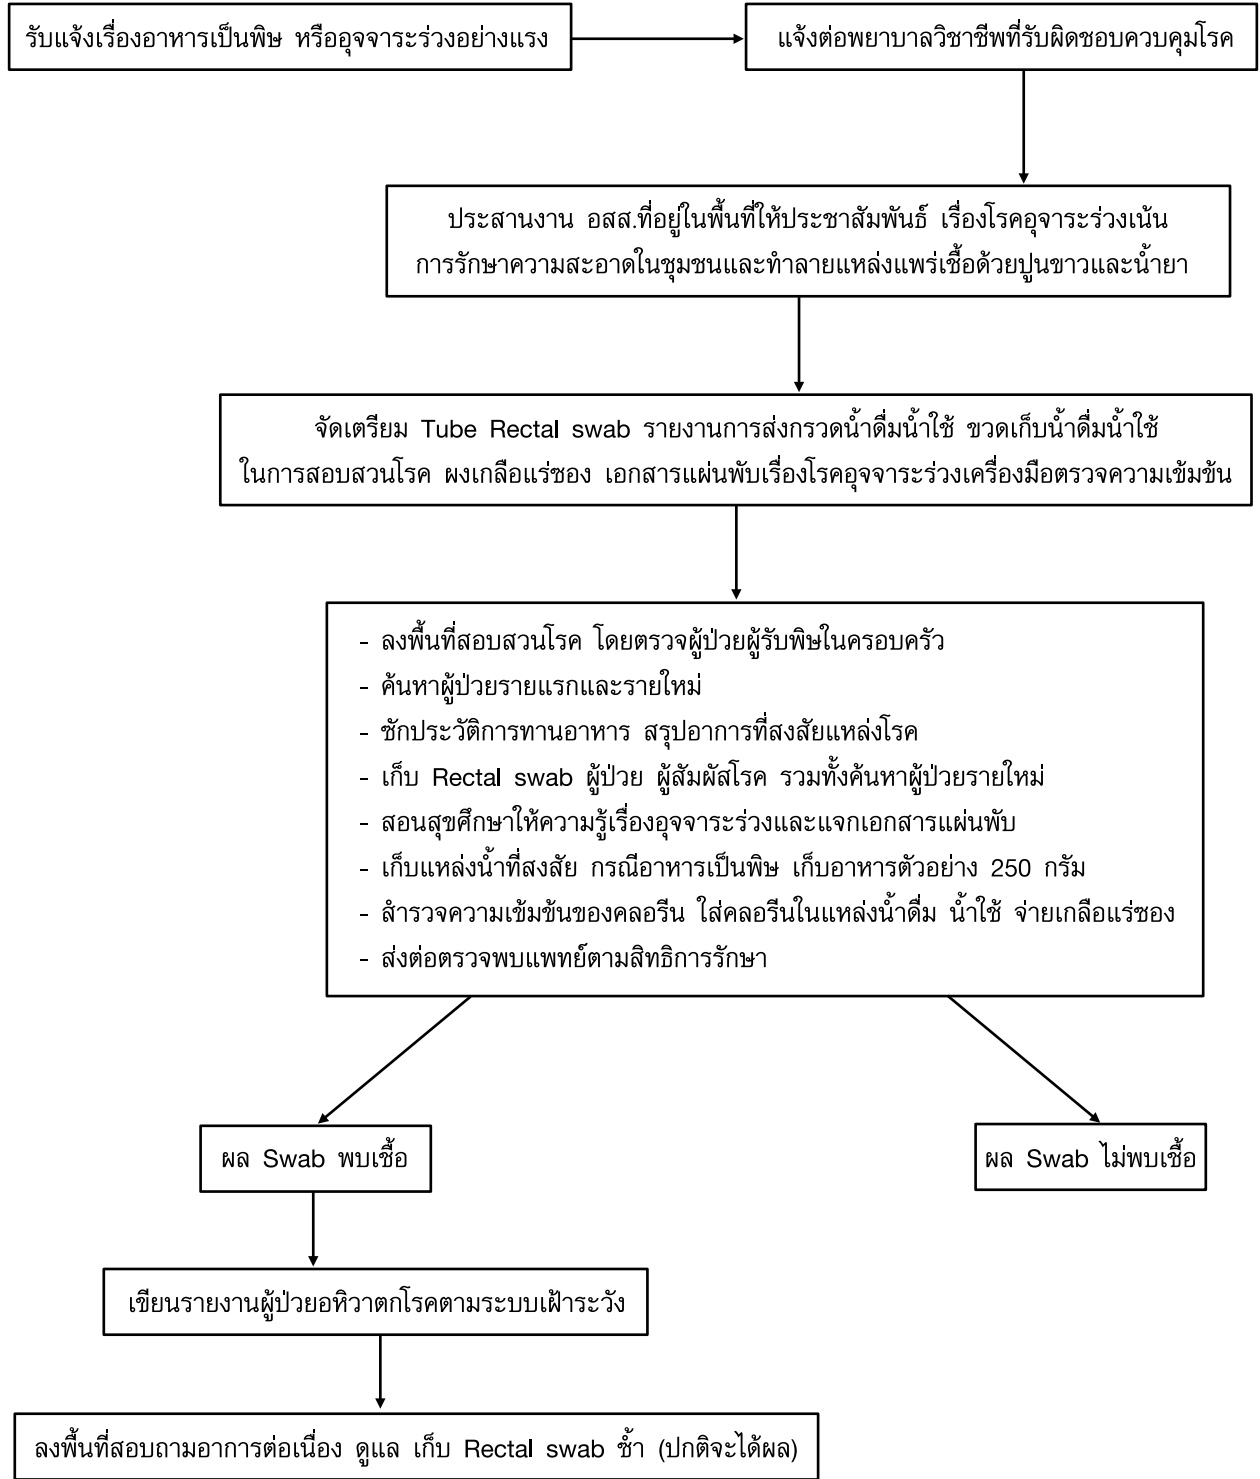 รับแจ้งเรื่องอาหารเป็นพิษ หรืออุจจาระร่วงอย่างแรง
แจ้งต่อพยาบาลวิชาชีพที่รับผิดชอบควบคุมโรค
ประสานงาน อสส.ที่อยู่ในพื้นที่ให้ประชาสัมพันธ์ เรื่องโรคอุจาระร่วงเน้น
การรักษาความสะอาดในชุมชนและทำลายแหล่งแพร่เชื้อด้วยปูนขาวและน้ำยา
จัดเตรียม Tube Rectal swab รายงานการส่งกรวดน้ำดื่มน้ำใช้ ขวดเก็บน้ำดื่มน้ำใช้
ในการสอบสวนโรค ผงเกลือแร่ซอง เอกสารแผ่นพับเรื่องโรคอุจจาระร่วงเครื่องมือตรวจความเข้มข้น
- ลงพื้นที่สอบสวนโรค โดยตรวจผู้ป่วยผู้รับพิษในครอบครัว
- ค้นหาผู้ป่วยรายแรกและรายใหม่
- ซักประวัติการทานอาหาร สรุปอาการที่สงสัยแหล่งโรค
- เก็บ Rectal swab ผู้ป่วย ผู้สัมผัสโรค รวมทั้งค้นหาผู้ป่วยรายใหม่
- สอนสุขศึกษาให้ความรู้เรื่องอุจจาระร่วงและแจกเอกสารแผ่นพับ
- เก็บแหล่งน้ำที่สงสัย กรณีอาหารเป็นพิษ เก็บอาหารตัวอย่าง 250 กรัม
- สำรวจความเข้มข้นของคลอรีน ใส่คลอรีนในแหล่งน้ำดื่ม น้ำใช้ จ่ายเกลือแร่ซอง
- ส่งต่อตรวจพบแพทย์ตามสิทธิการรักษา
ผล Swab พบเชื้อ
ผล Swab ไม่พบเชื้อ
เขียนรายงานผู้ป่วยอหิวาตกโรคตามระบบเฝ้าระวัง
ลงพื้นที่สอบถามอาการต่อเนื่อง ดูแล เก็บ Rectal swab ซ้ำ (ปกติจะได้ผล)